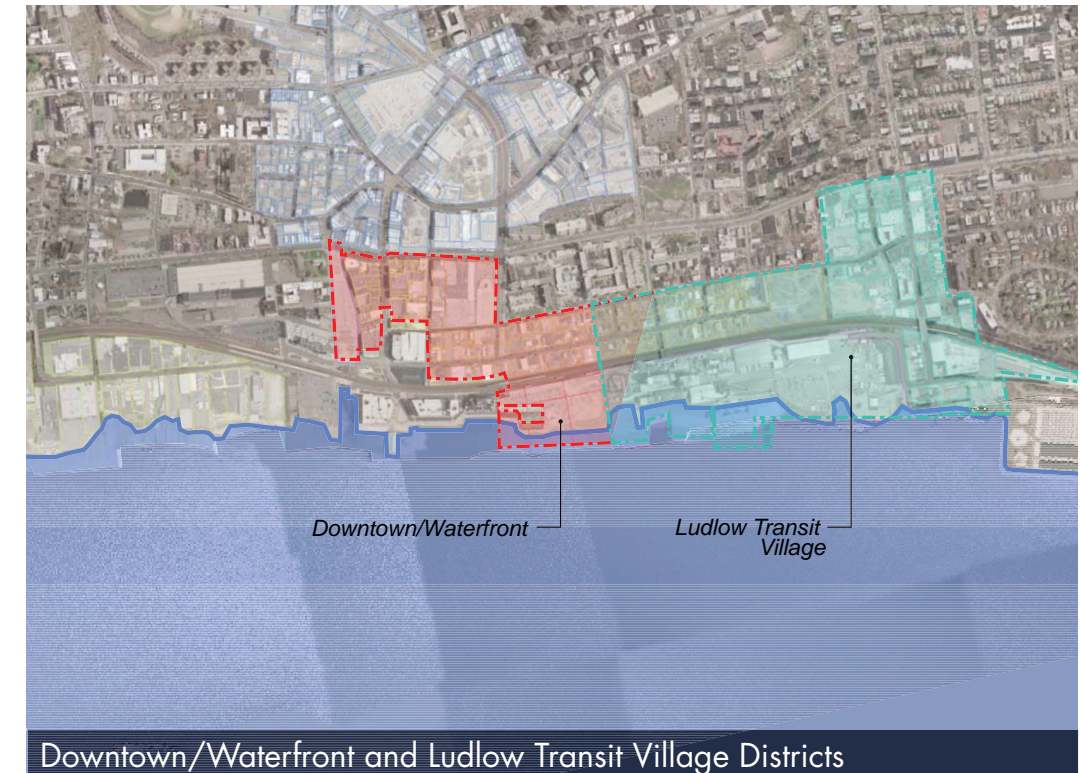 Downtown/Waterfront
Ludlow Transit
Village
Downtown/Waterfront and Ludlow Transit Village Districts